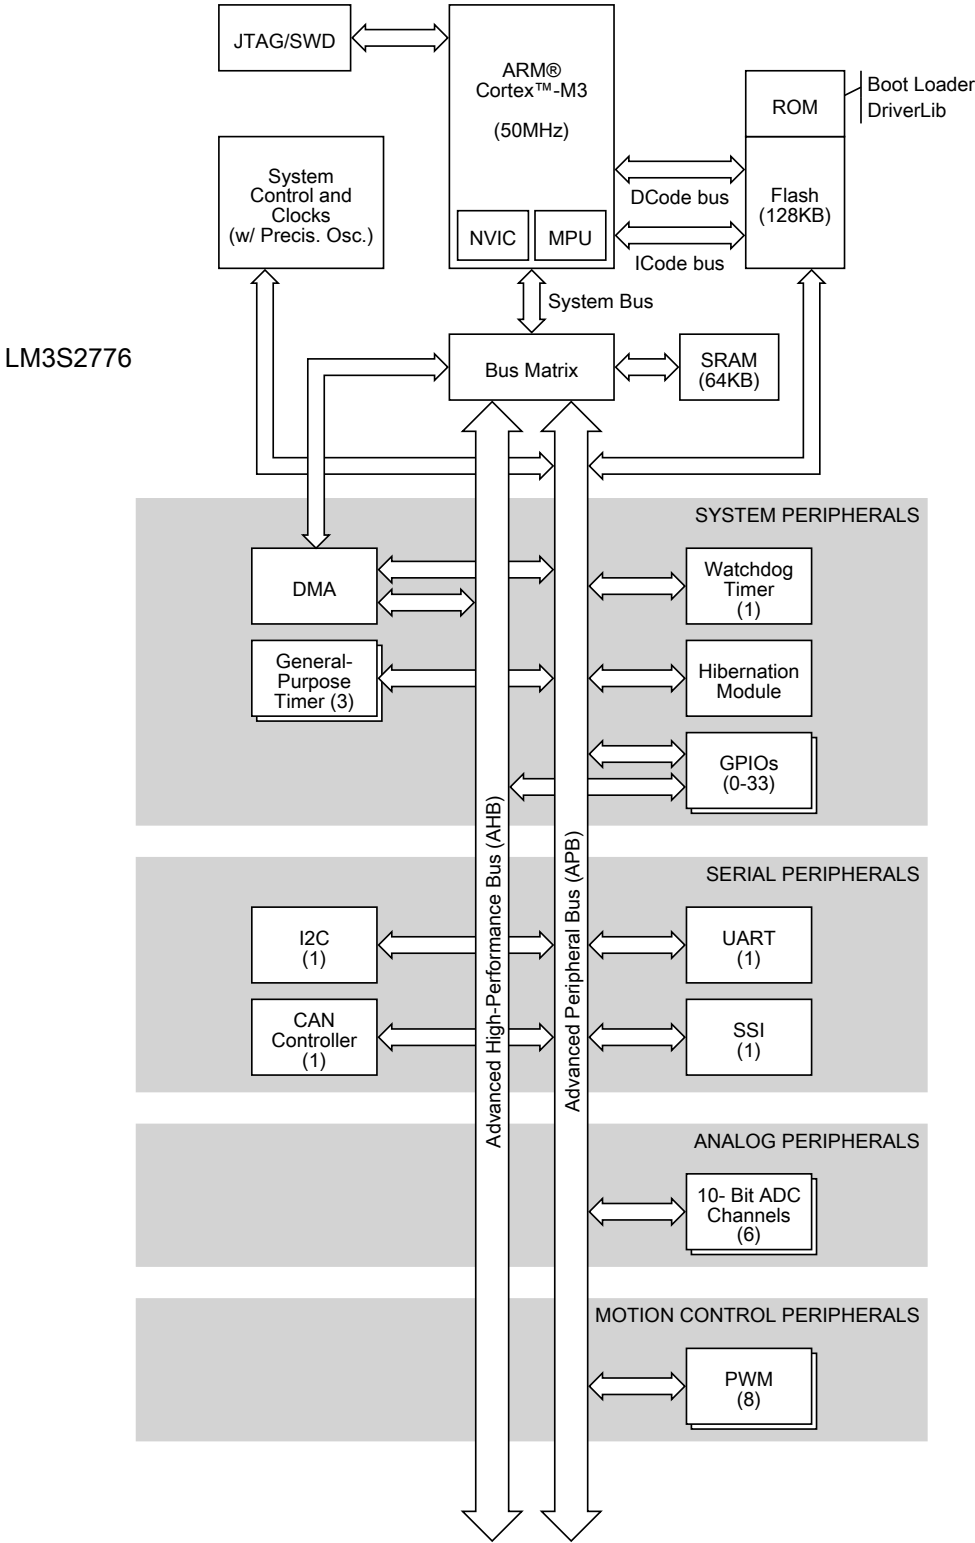 JTAG/SWD
ARM®
Cortex™-M3
(50MHz)
NVIC
MPU
ROM
Boot Loader
DriverLib
Flash
(128KB)
DCode bus
ICode bus
System
Control and
Clocks
(w/ Precis. Osc.)
System Bus
LM3S2776
Bus Matrix
SRAM
(64KB)
SYSTEM PERIPHERALS
DMA
Watchdog
Timer
(1)
General-
Purpose
Timer (3)
Hibernation
Module
GPIOs
(0-33)
Advanced High-Performance Bus (AHB)
Advanced Peripheral Bus (APB)
SERIAL PERIPHERALS
I2C
(1)
UART
(1)
CAN
Controller
(1)
SSI
(1)
ANALOG PERIPHERALS
10- Bit ADC
Channels
(6)
MOTION CONTROL PERIPHERALS
PWM
(8)